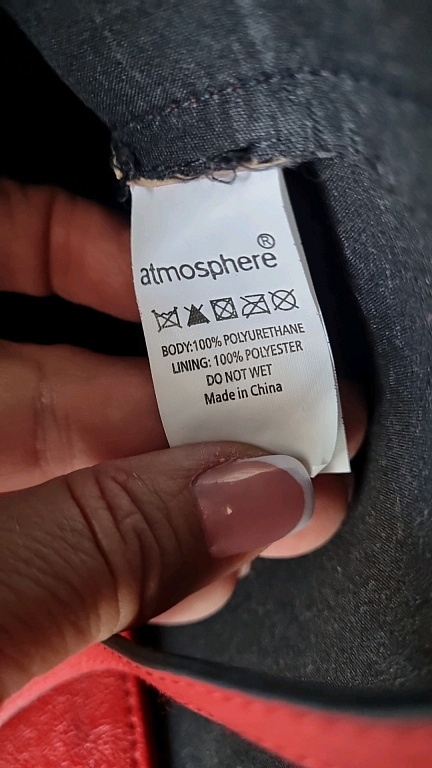 atmosphere®
BODY:100% POLYURETHANE
LINING: 100% POLYESTER
DO NOT WET
Made in China